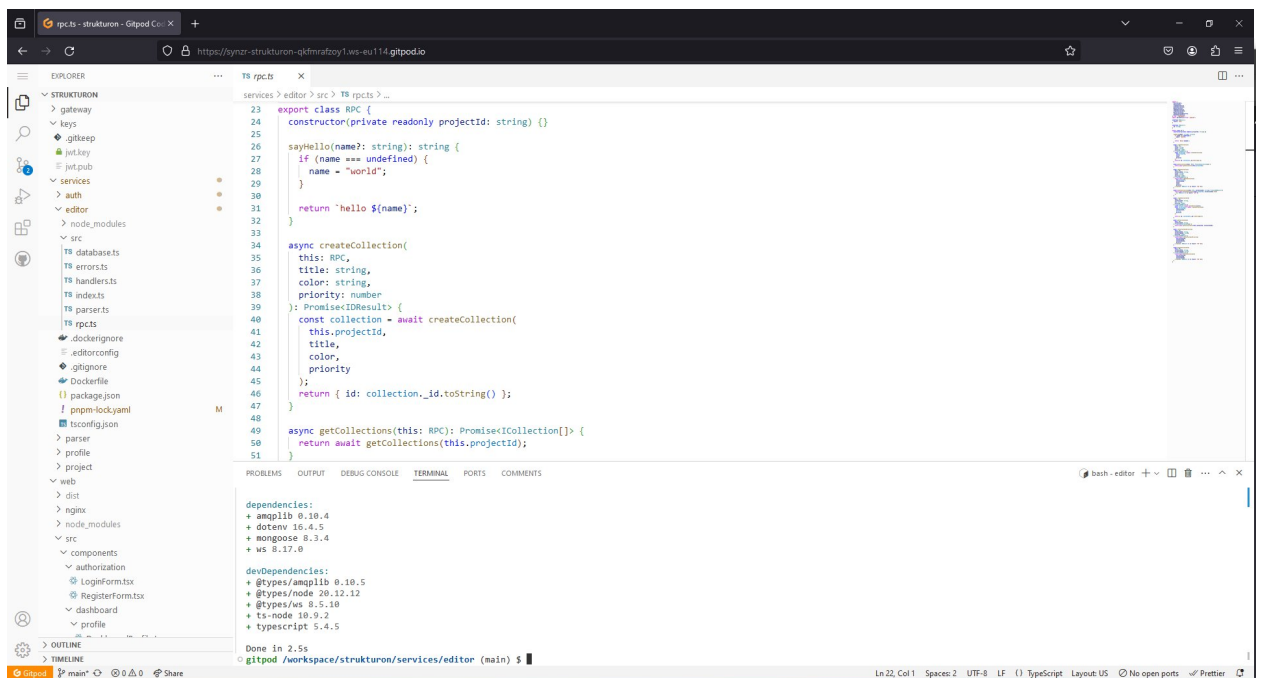 rpc.ts - strukturon - Gitpod Coc
https://synzr-strukturon-qkfmrafzoy1.ws-eu114.gitpod.io
EXPLORER
STRUKTURON
gateway
keys
.gitkeep
jwt.key
jwt.pub
services
auth
editor
node_modules
src
TS database.ts
TS errors.ts
TS handlers.ts
TS index.ts
TS parser.ts
TS rpc.ts
.dockerignore
.editorconfig
.gitignore
Dockerfile
{} package.json
! pnpm-lock.yaml M
tsconfig.json
parser
profile
project
web
dist
nginx
node_modules
src
components
authorization
LoginForm.tsx
RegisterForm.tsx
dashboard
profile
OUTLINE
TIMELINE
2
TS rpc.ts
services > editor > src > TS rpc.ts > ...
23 export class RPC {
24 constructor(private readonly projectId: string) {}
25
26 sayHello(name?: string): string {
27 if (name === undefined) {
28 name = "world";
29 }
30
31 return `hello ${name}`;
32 }
33
34 async createCollection(
35 this: RPC,
36 title: string,
37 color: string,
38 priority: number
39 ): Promise<IDResult> {
40 const collection = await createCollection(
41 this.projectId,
42 title,
43 color,
44 priority
45 );
46 return { id: collection._id.toString() };
47 }
48
49 async getCollections(this: RPC): Promise<ICollection[]> {
50 return await getCollections(this.projectId);
51 }
PROBLEMS OUTPUT DEBUG CONSOLE TERMINAL PORTS COMMENTS
bash - editor
dependencies:
+ amqplib 0.10.4
+ dotenv 16.4.5
+ mongoose 8.3.4
+ ws 8.17.0
devDependencies:
+ @types/amqplib 0.10.5
+ @types/node 20.12.12
+ @types/ws 8.5.10
+ ts-node 10.9.2
+ typescript 5.4.5
Done in 2.5s
gitpod /workspace/strukturon/services/editor (main) $
Gitpod main* 0 0 Share
Ln 22, Col 1 Spaces: 2 UTF-8 LF {} TypeScript Layout: US No open ports Prettier